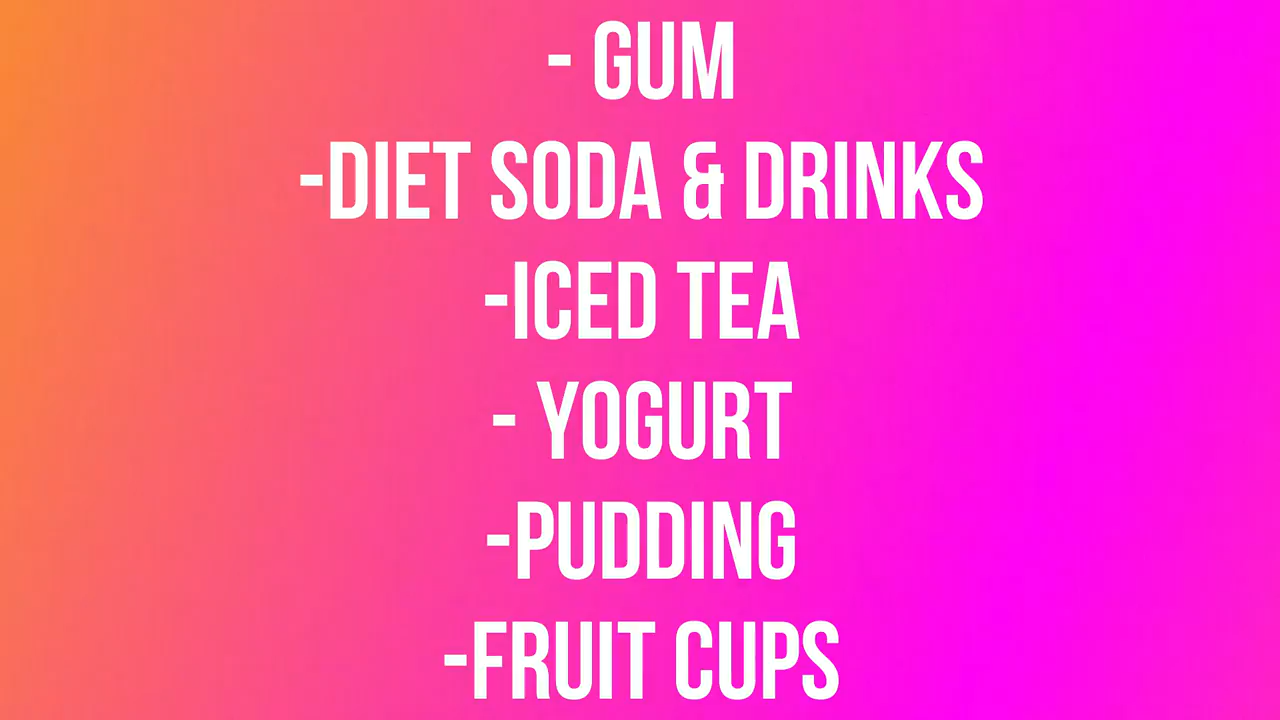 - GUM
-DIET SODA & DRINKS
-ICED TEA
- YOGURT
-PUDDING
-FRUIT CUPS